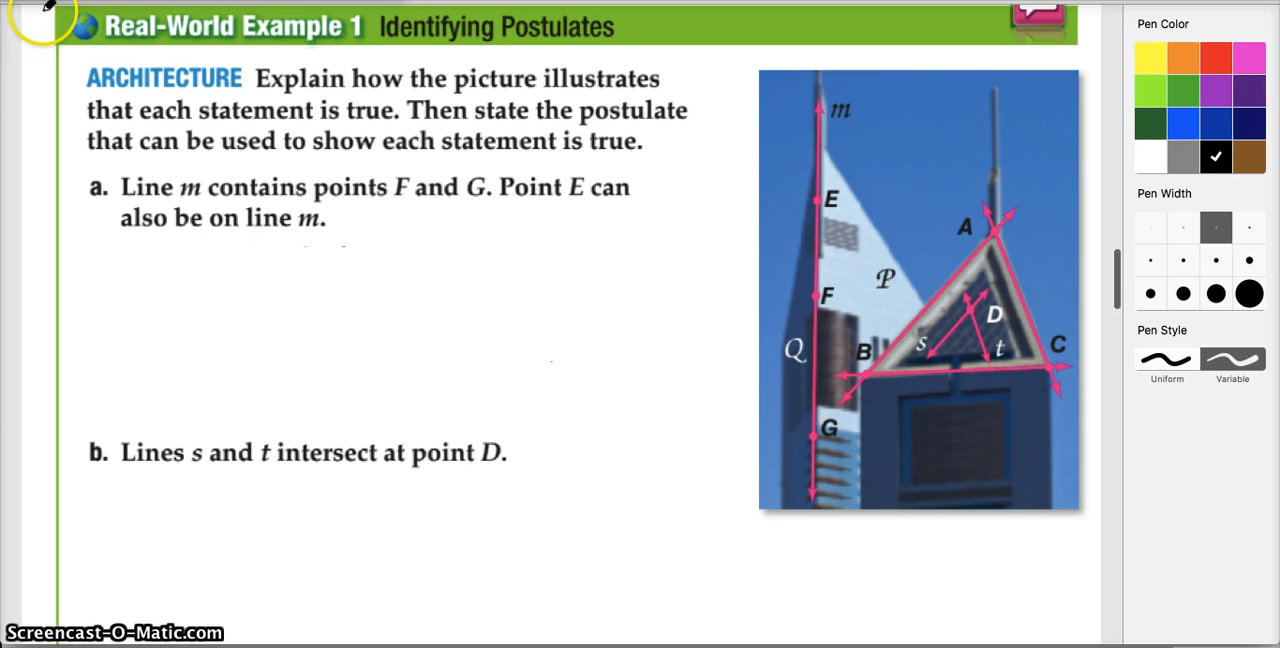 Real-World Example 1 Identifying Postulates
ARCHITECTURE Explain how the picture illustrates
that each statement is true. Then state the postulate
that can be used to show each statement is true.
a. Line m contains points F and G. Point E can
also be on line m.
b. Lines s and t intersect at point D.
m
E
A
P
F
D
Q
B
s
t
C
G
Pen Color
Pen Width
Pen Style
Uniform
Variable
Screencast-O-Matic.com